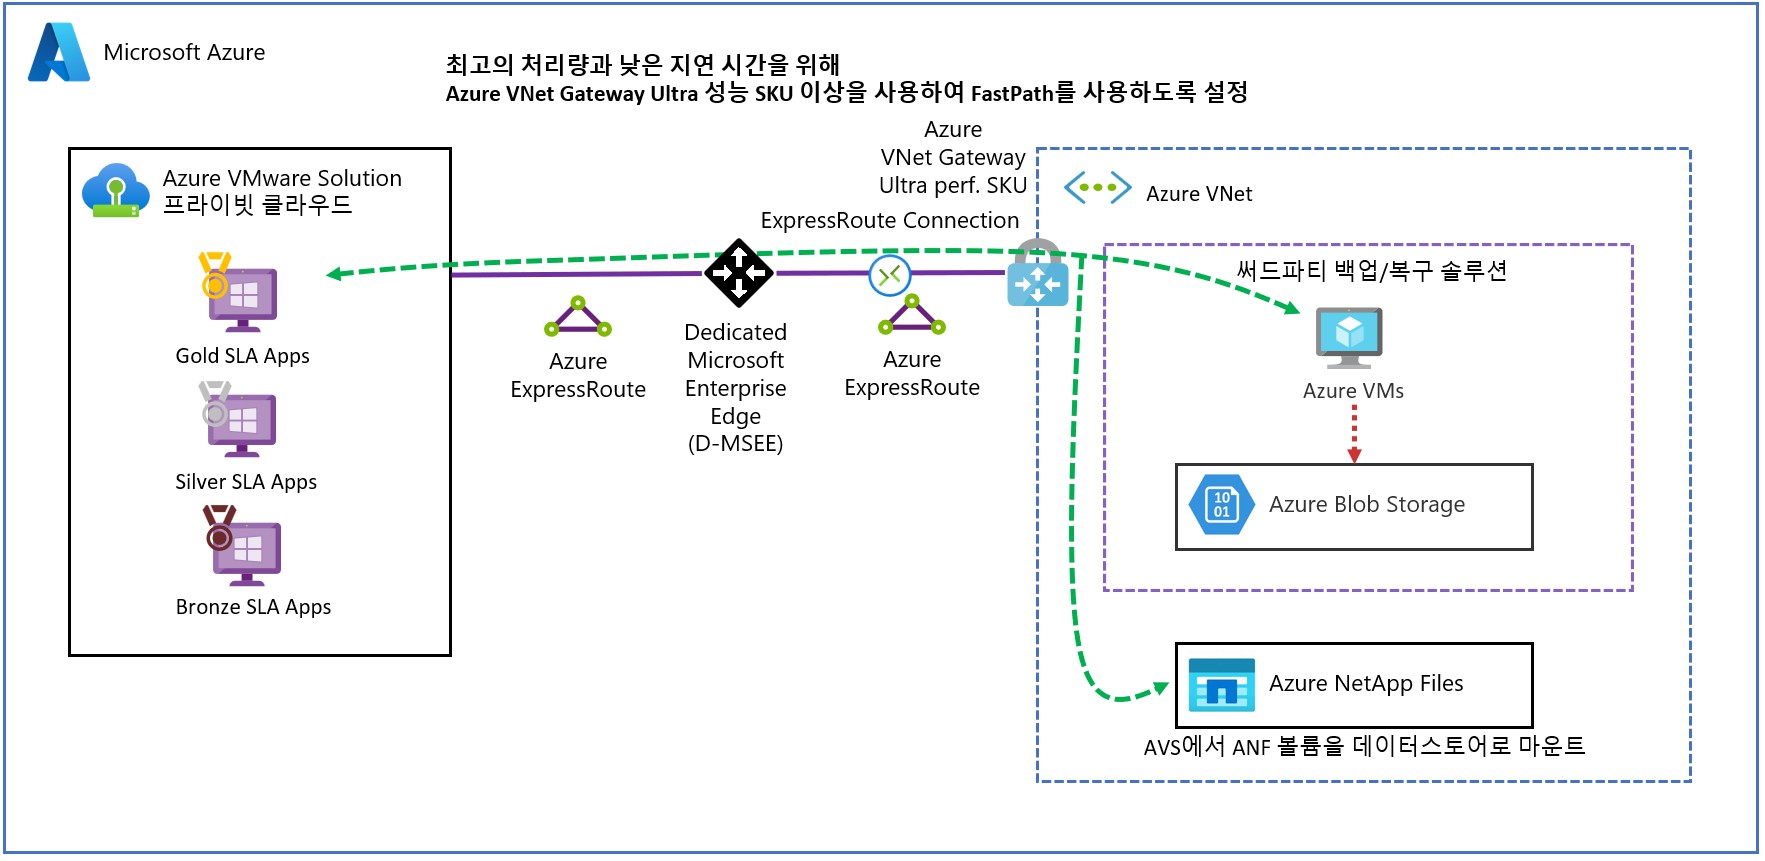 Microsoft Azure
최고의 처리량과 낮은 지연 시간을 위해
Azure VNet Gateway Ultra 성능 SKU 이상을 사용하여 FastPath를 사용하도록 설정
Azure
VNet Gateway
Ultra perf. SKU
ExpressRoute Connection
Azure VMware Solution
프라이빗 클라우드
Gold SLA Apps
Silver SLA Apps
Bronze SLA Apps
Azure
ExpressRoute
Dedicated
Microsoft
Enterprise
Edge
(D-MSEE)
Azure
ExpressRoute
Azure VNet
써드파티 백업/복구 솔루션
Azure VMs
10
01
Azure Blob Storage
Azure NetApp Files
AVS에서 ANF 볼륨을 데이터스토어로 마운트